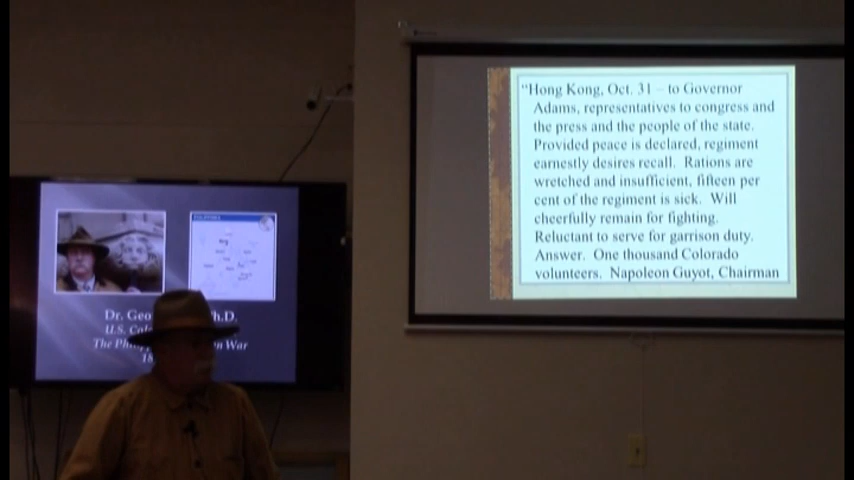 "Hong Kong, Oct. 31 – to Governor
Adams, representatives to congress and
the press and the people of the state.
Provided peace is declared, regiment
earnestly desires recall. Rations are
wretched and insufficient, fifteen per
cent of the regiment is sick. Will
cheerfully remain for fighting.
Reluctant to serve for garrison duty.
Answer. One thousand Colorado
volunteers. Napoleon Guyot, Chairman
Dr. Geo
U.S.
The
War